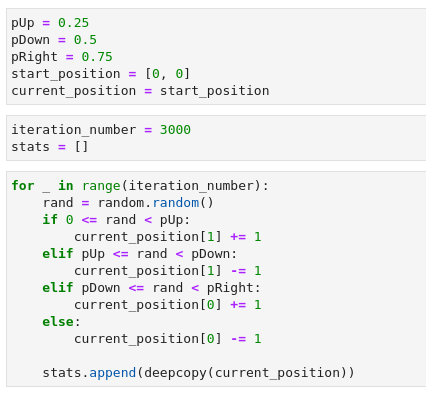 pUp = 0.25
pDown = 0.5
pRight = 0.75
start_position = [0, 0]
current_position = start_position
iteration_number = 3000
stats = []
for _ in range(iteration_number):
    rand = random.random()
    if 0 <= rand < pUp:
        current_position[1] += 1
    elif pUp <= rand < pDown:
        current_position[1] -= 1
    elif pDown <= rand < pRight:
        current_position[0] += 1
    else:
        current_position[0] -= 1
    stats.append(deepcopy(current_position))